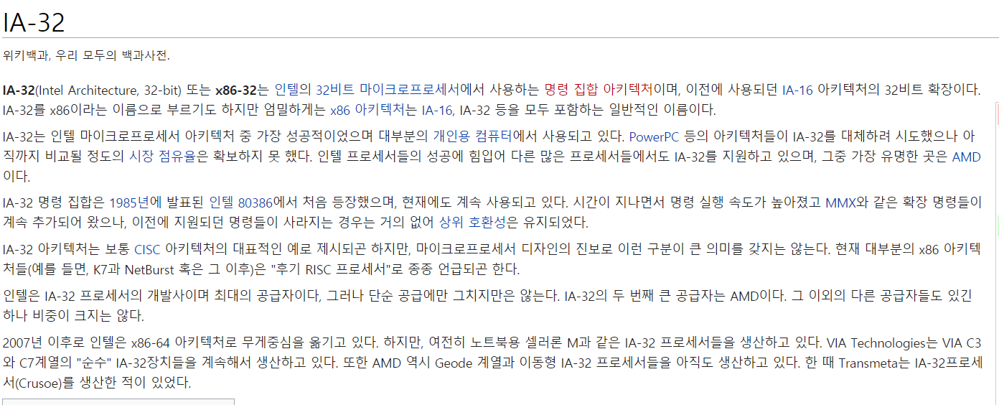 IA-32
위키백과, 우리 모두의 백과사전.
IA-32(Intel Architecture, 32-bit) 또는 x86-32는 인텔의 32비트 마이크로프로세서에서 사용하는 명령 집합 아키텍처이며, 이전에 사용되던 IA-16 아키텍처의 32비트 확장이다.
IA-32를 x86이라는 이름으로 부르기도 하지만 엄밀하게는 x86 아키텍처는 IA-16, IA-32 등을 모두 포함하는 일반적인 이름이다.
IA-32는 인텔 마이크로프로세서 아키텍처 중 가장 성공적이었으며 대부분의 개인용 컴퓨터에서 사용되고 있다. PowerPC 등의 아키텍처들이 IA-32를 대체하려 시도했으나 아
직까지 비교될 정도의 시장 점유율은 확보하지 못 했다. 인텔 프로세서들의 성공에 힘입어 다른 많은 프로세서들에서도 IA-32를 지원하고 있으며, 그중 가장 유명한 곳은 AMD
이다.
IA-32 명령 집합은 1985년에 발표된 인텔 80386에서 처음 등장했으며, 현재에도 계속 사용되고 있다. 시간이 지나면서 명령 실행 속도가 높아졌고 MMX와 같은 확장 명령들이
계속 추가되어 왔으나, 이전에 지원되던 명령들이 사라지는 경우는 거의 없어 상위 호환성은 유지되었다.
IA-32 아키텍처는 보통 CISC 아키텍처의 대표적인 예로 제시되곤 하지만, 마이크로프로세서 디자인의 진보로 이런 구분이 큰 의미를 갖지는 않는다. 현재 대부분의 x86 아키텍
처들(예를 들면, K7과 NetBurst 혹은 그 이후)은 "후기 RISC 프로세서"로 종종 언급되곤 한다.
인텔은 IA-32 프로세서의 개발사이며 최대의 공급자이다, 그러나 단순 공급에만 그치지만은 않는다. IA-32의 두 번째 큰 공급자는 AMD이다. 그 이외의 다른 공급자들도 있긴
하나 비중이 크지는 않다.
2007년 이후로 인텔은 x86-64 아키텍처로 무게중심을 옮기고 있다. 하지만, 여전히 노트북용 셀러론 M과 같은 IA-32 프로세서들을 생산하고 있다. VIA Technologies는 VIA C3
와 C7계열의 "순수" IA-32장치들을 계속해서 생산하고 있다. 또한 AMD 역시 Geode 계열과 이동형 IA-32 프로세서들을 아직도 생산하고 있다. 한 때 Transmeta는 IA-32프로세
서(Crusoe)를 생산한 적이 있었다.